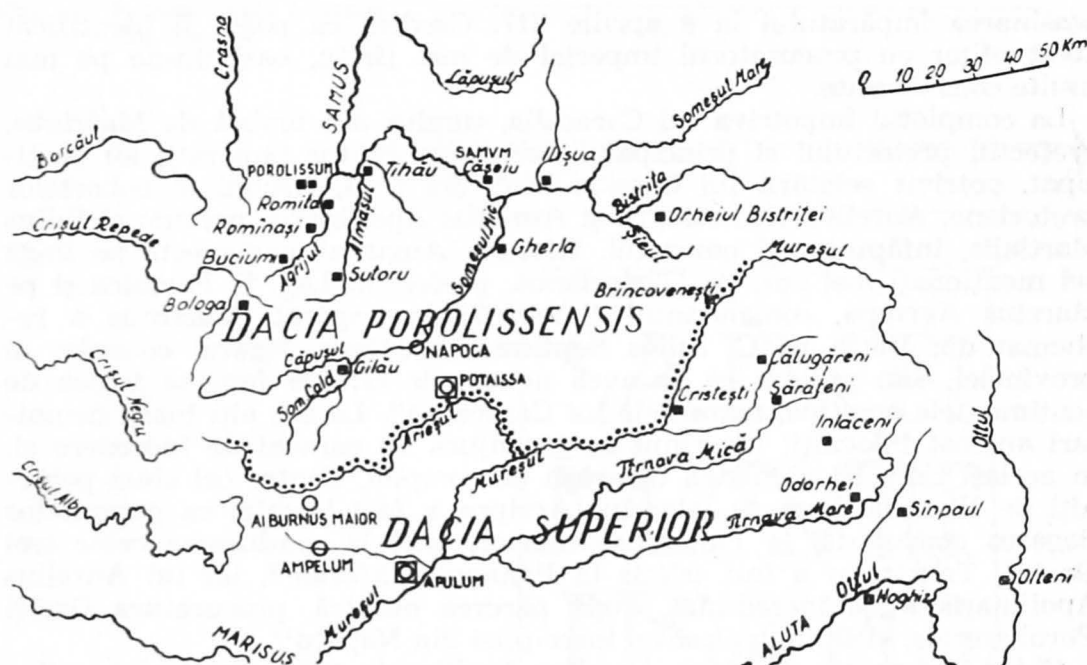 Crasna
SAMUS
Lăpuşul
0 10 20 30 40 50 Km
Someşul Mare
Barcăul
POROLISSUM
Tihău
SAMVM
Căşeiu
Ilişua
Romita
Almaşul
Bistriţa
Orheiul Bistriţei
Crişul Repede
Romînaşi
Someşul Mic
Gherla
Şieul
Mureşul
Buciumi
Agrijul
Sutoru
Bologa
Brîncoveneşti
DACIA POROLISSENSIS
Crişul Negru
Căpuşul
Gilău
NAPOCA
Som. Cald
POTAISSA
Călugăreni
Cristeşti
Sărăţeni
Oltul
Arieşul
Inlăceni
Mureşul
Tîrnava Mică
Crişul Alb
Odorhei
ALBURNUS MAIOR
DACIA SUPERIOR
Tîrnava Mare
Sînpaul
AMPELUM
APULUM
Oltul
Olteni
Hoghiz
MARISUS
Mureşul
ALUTA